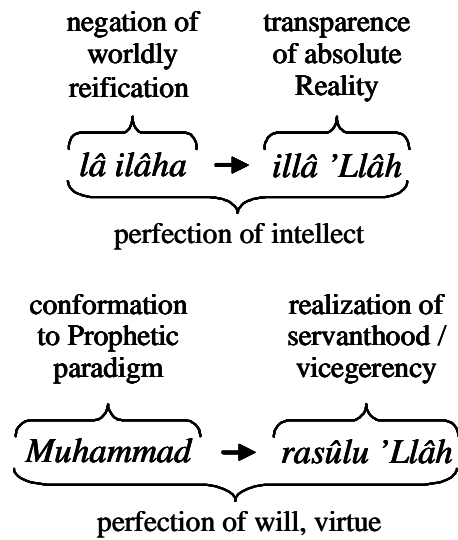 negation of
worldly
reification
transparence
of absolute
Reality
lâ ilâha → illâ ’Llâh
perfection of intellect
conformation
to Prophetic
paradigm
realization of
servanthood /
vicegerency
Muhammad → rasûlu ’Llâh
perfection of will, virtue